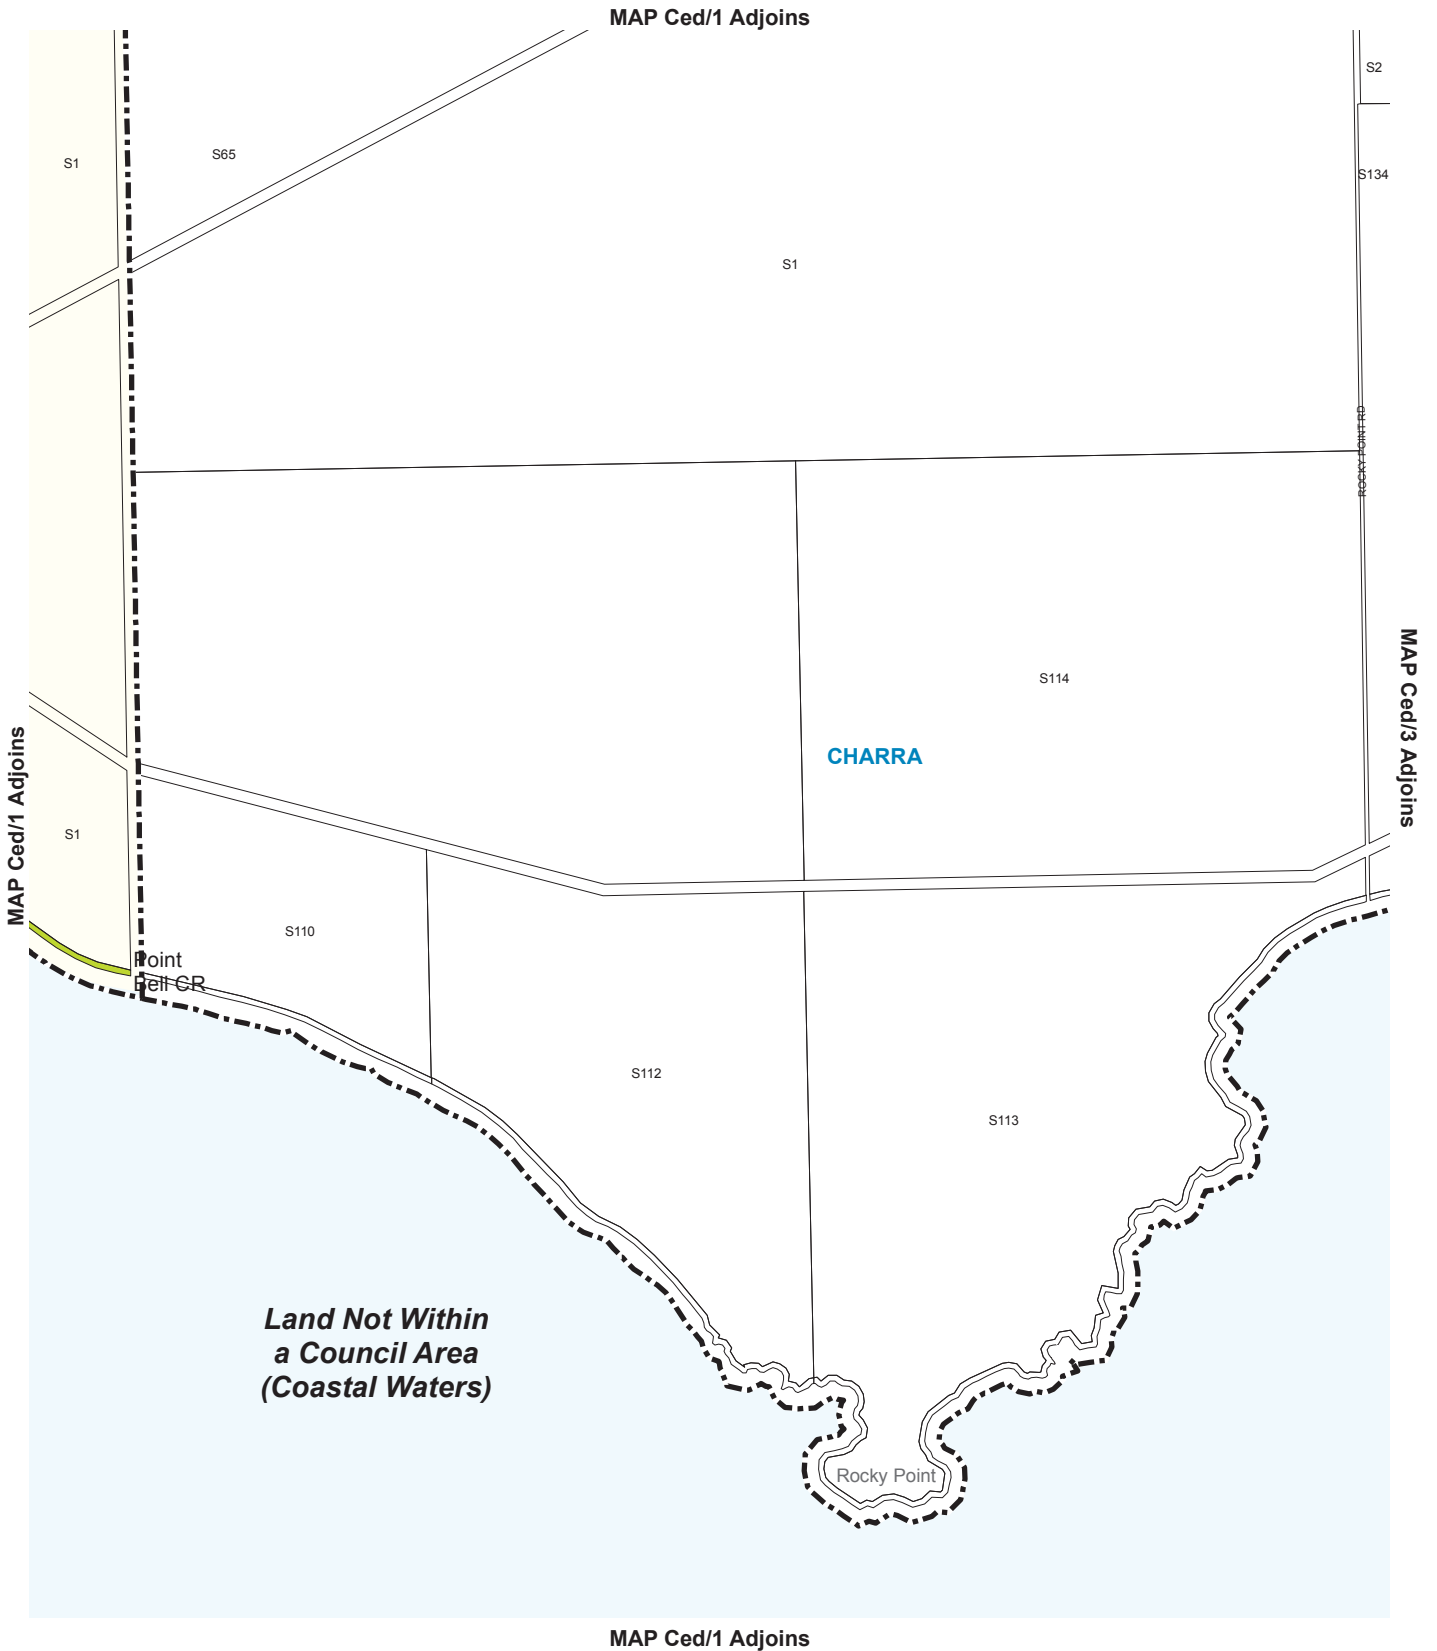 MAP Ced/1 Adjoins
S2
S65
S1
S134
S1
ROCKY POINT RD
S114
MAP Ced/3 Adjoins
CHARRA
MAP Ced/1 Adjoins
S1
S110
Point
Bell CR
S112
S113
Land Not Within
a Council Area
(Coastal Waters)
Rocky Point
MAP Ced/1 Adjoins